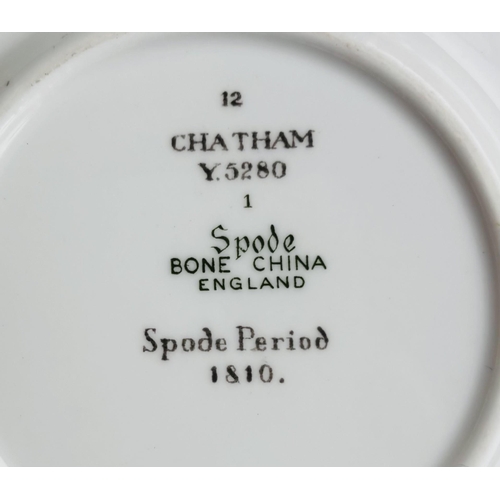 12
CHATHAM
Y.5280
1
Spode
BONE CHINA
ENGLAND
Spode Period
1810.